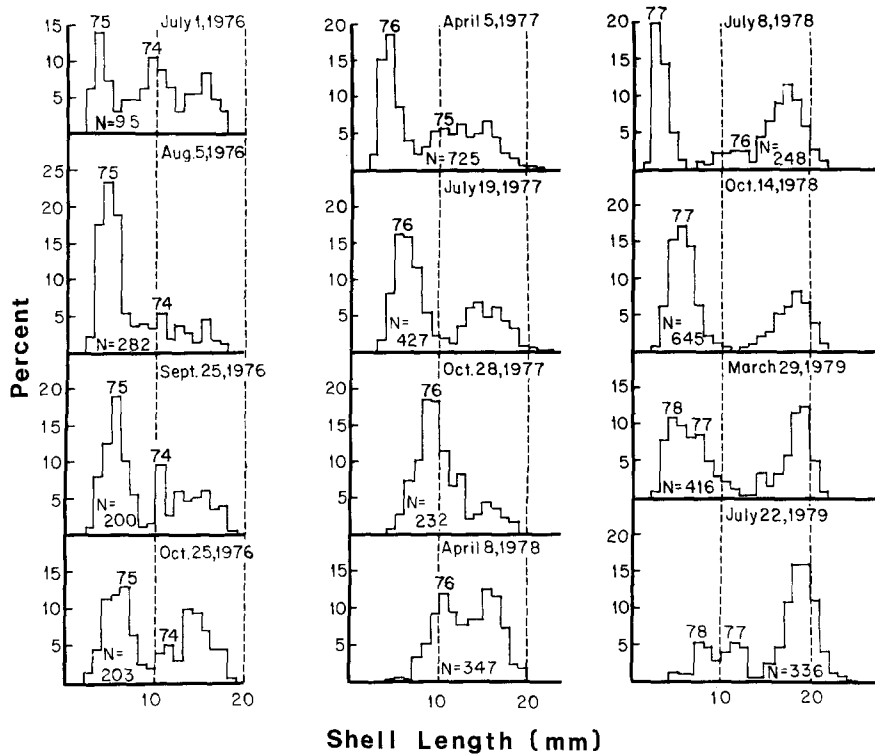 75
July 1, 1976
15
74
10
5
N=95
Aug. 5, 1976
25
75
20
15
10
74
5
N=282
Sept. 25, 1976
20
75
15
10
74
5
N=
200
Oct. 25, 1976
15
75
10
74
5
N=
203
10
20
76
April 5, 1977
20
15
10
75
5
N=725
July 19, 1977
20
76
15
10
5
N=
427
Oct. 28, 1977
20
76
15
10
5
N=
232
April 8, 1978
15
76
10
5
N=347
10
20
77
July 8, 1978
20
15
10
5
76
N=
248
Oct. 14, 1978
20
77
15
10
5
N=
645
March 29, 1979
15
78
77
10
5
N=416
July 22, 1979
15
10
78
77
5
N=336
10
20
Percent
Shell Length (mm)